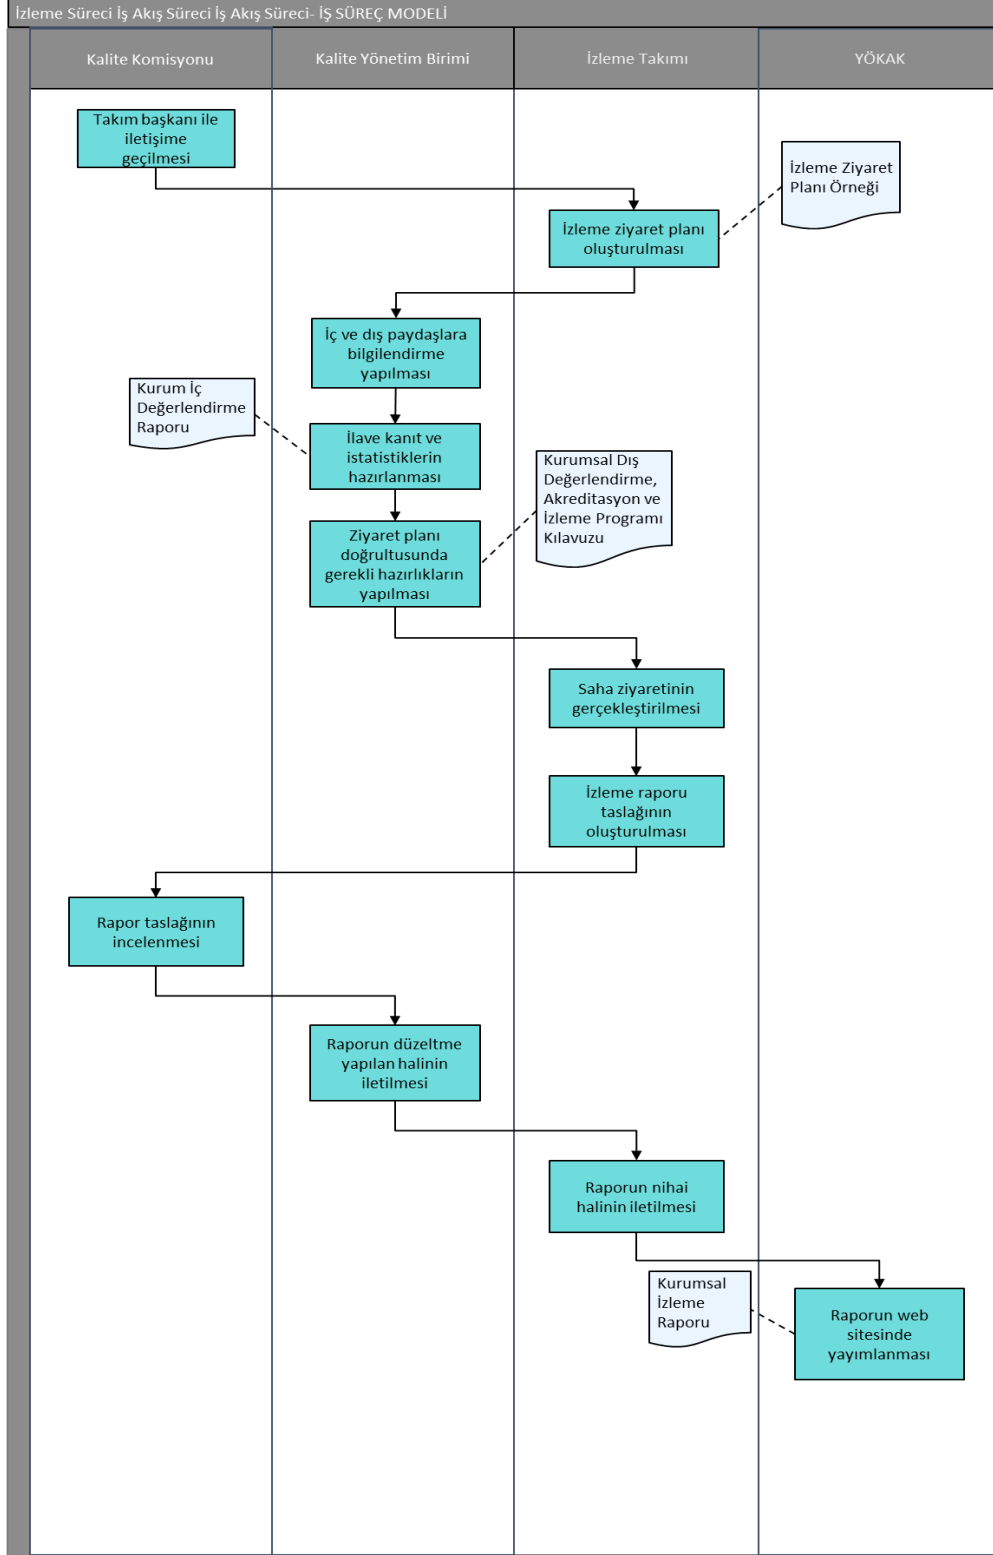 İzleme Süreci İş Akış Süreci İş Akış Süreci- İŞ SÜREÇ MODELİ
Kalite Komisyonu
Kalite Yönetim Birimi
İzleme Takımı
YÖKAK
Takım başkanı ile
iletişime
geçilmesi
İzleme Ziyaret
Planı Örneği
İzleme ziyaret planı
oluşturulması
İç ve dış paydaşlara
bilgilendirme
yapılması
Kurum İç
Değerlendirme
Raporu
İlave kanıt ve
istatistiklerin
hazırlanması
Kurumsal Dış
Değerlendirme,
Akreditasyon ve
İzleme Programı
Kılavuzu
Ziyaret planı
doğrultusunda
gerekli hazırlıkların
yapılması
Saha ziyaretinin
gerçekleştirilmesi
İzleme raporu
taslağının
oluşturulması
Rapor taslağının
incelenmesi
Raporun düzeltme
yapılan halinin
iletilmesi
Raporun nihai
halinin iletilmesi
Kurumsal
İzleme
Raporu
Raporun web
sitesinde
yayımlanması